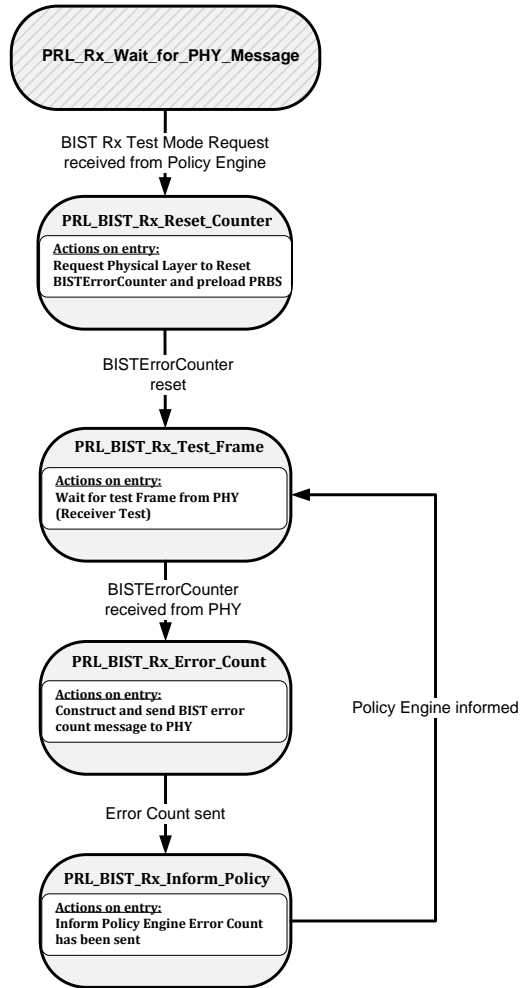 PRL_Rx_Wait_for_PHY_Message
BIST Rx Test Mode Request
received from Policy Engine
PRL_BIST_Rx_Reset_Counter
Actions on entry:
Request Physical Layer to Reset
BISTErrorCounter and preload PRBS
BISTErrorCounter
reset
PRL_BIST_Rx_Test_Frame
Actions on entry:
Wait for test Frame from PHY
(Receiver Test)
BISTErrorCounter
received from PHY
PRL_BIST_Rx_Error_Count
Actions on entry:
Construct and send BIST error
count message to PHY
Policy Engine informed
Error Count sent
PRL_BIST_Rx_Inform_Policy
Actions on entry:
Inform Policy Engine Error Count
has been sent